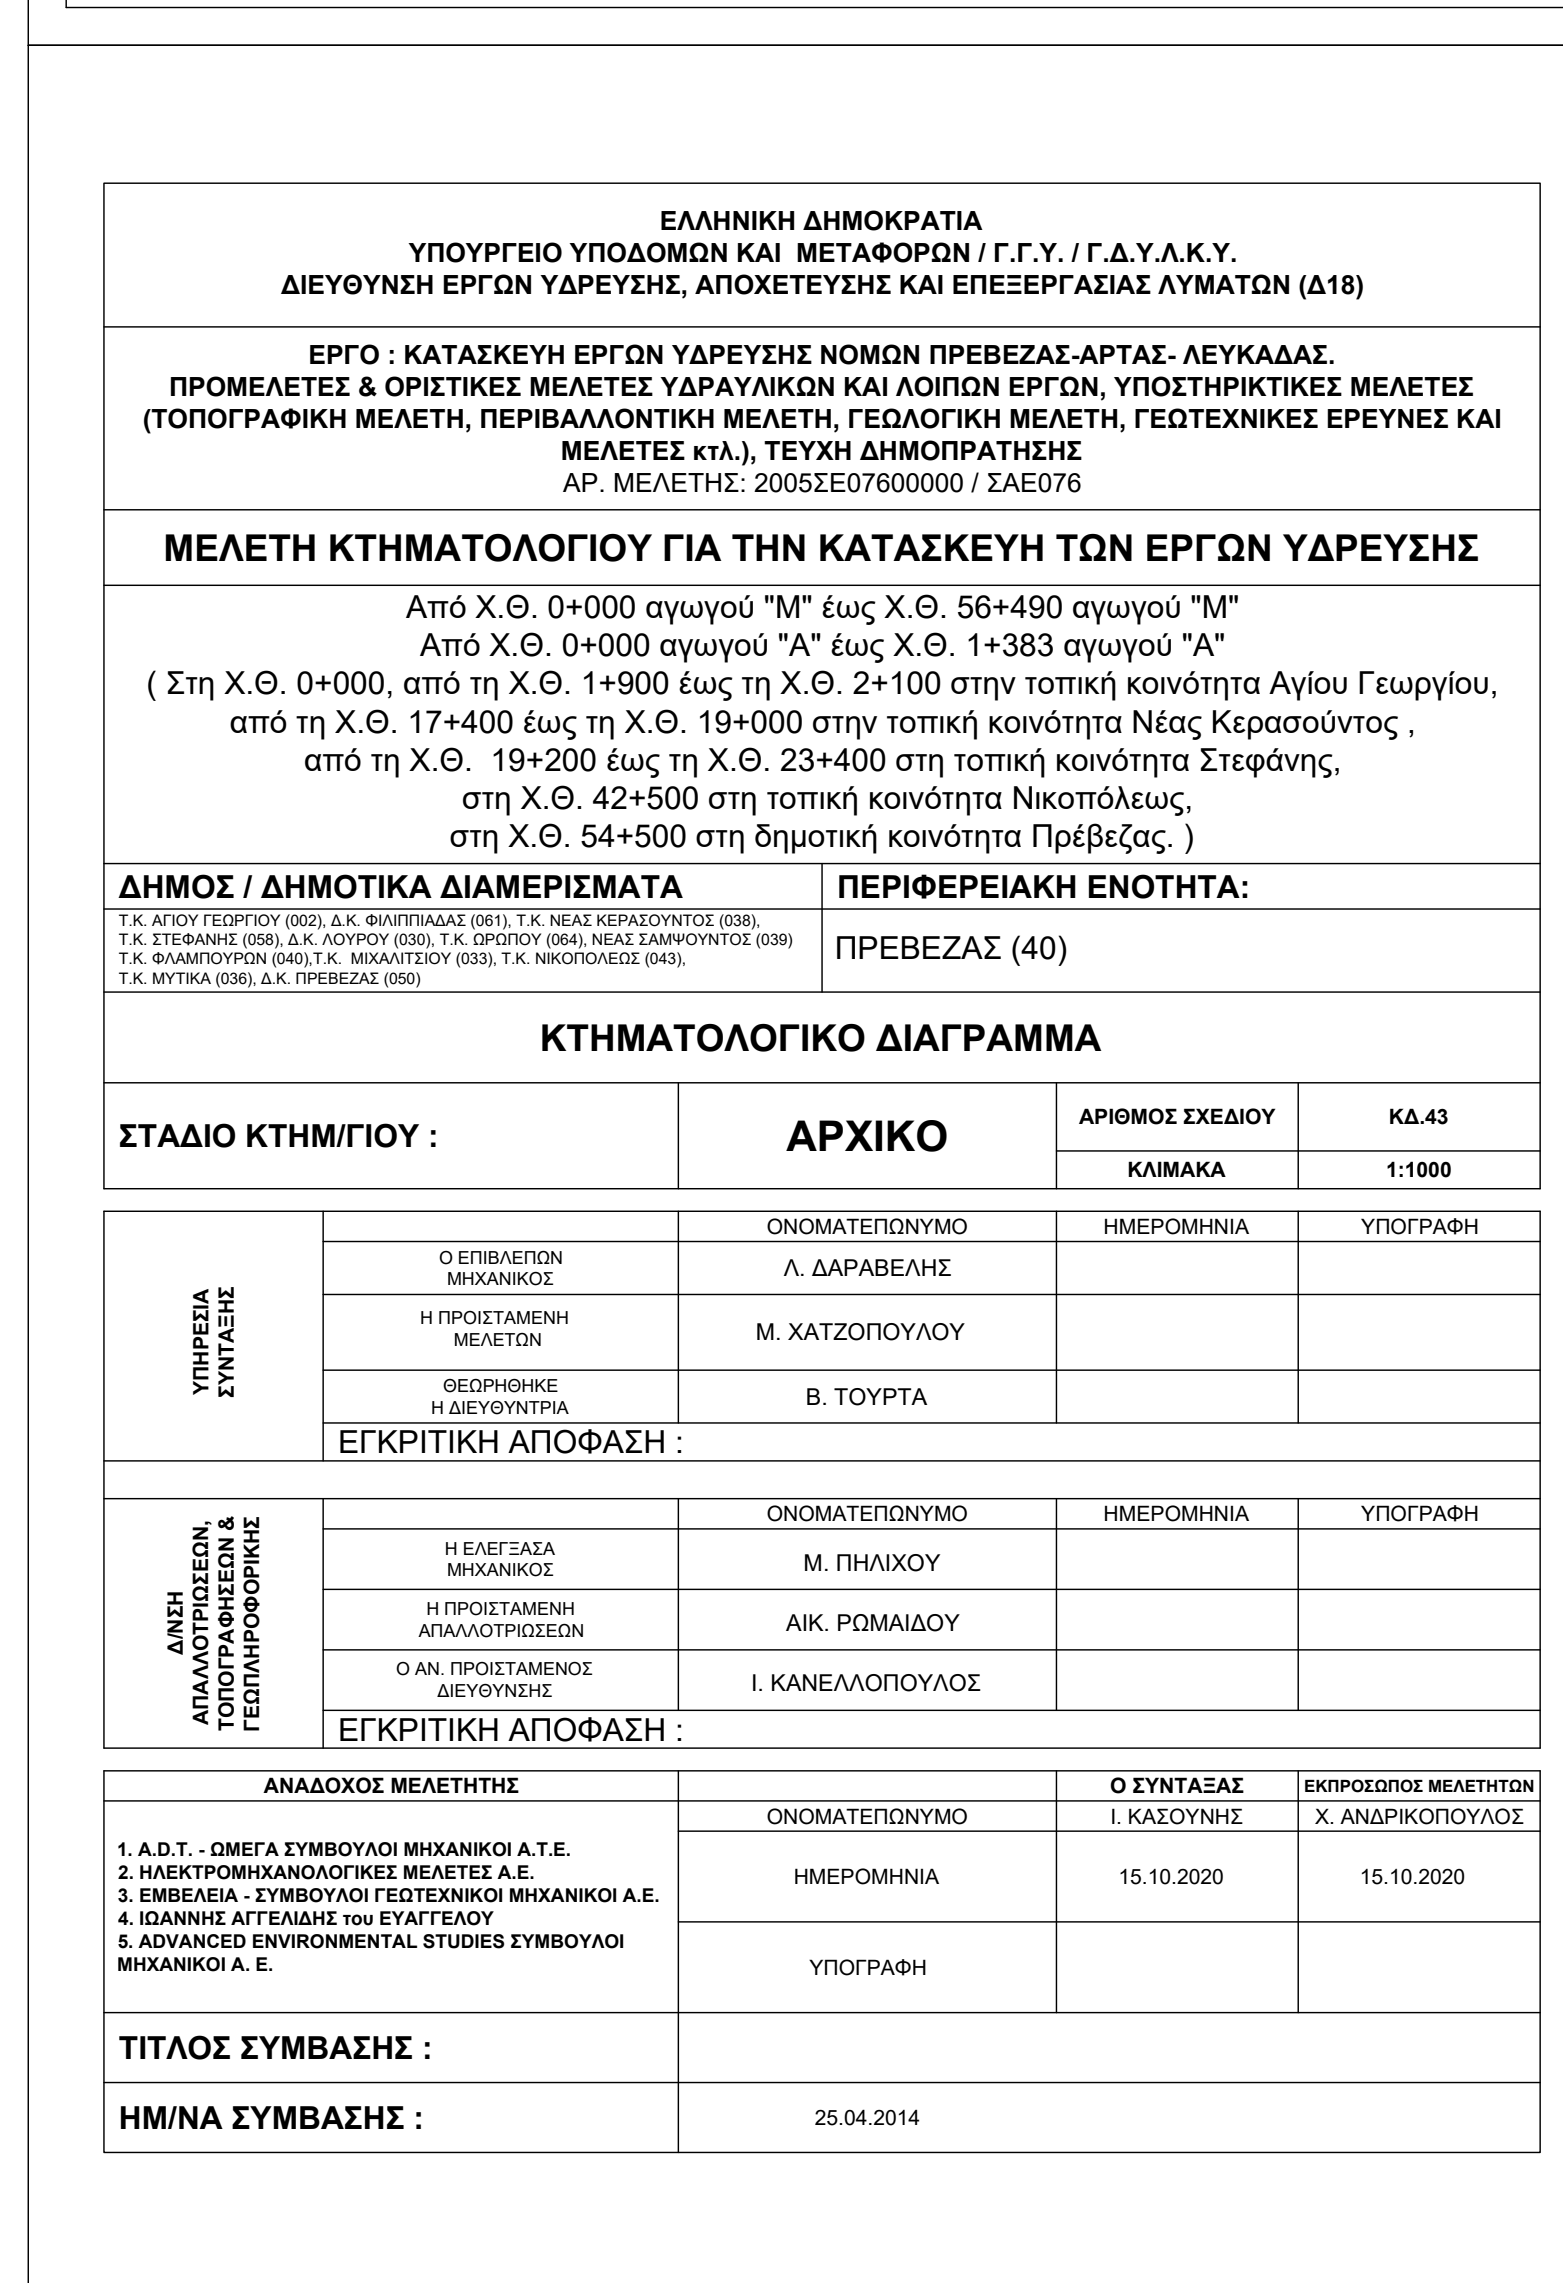 ΕΛΛΗΝΙΚΗ ΔΗΜΟΚΡΑΤΙΑ
ΥΠΟΥΡΓΕΙΟ ΥΠΟΔΟΜΩΝ ΚΑΙ  ΜΕΤΑΦΟΡΩΝ / Γ.Γ.Υ. / Γ.Δ.Υ.Λ.Κ.Υ.
ΔΙΕΥΘΥΝΣΗ ΕΡΓΩΝ ΥΔΡΕΥΣΗΣ, ΑΠΟΧΕΤΕΥΣΗΣ ΚΑΙ ΕΠΕΞΕΡΓΑΣΙΑΣ ΛΥΜΑΤΩΝ (Δ18)
ΕΡΓΟ : ΚΑΤΑΣΚΕΥΗ ΕΡΓΩΝ ΥΔΡΕΥΣΗΣ ΝΟΜΩΝ ΠΡΕΒΕΖΑΣ-ΑΡΤΑΣ- ΛΕΥΚΑΔΑΣ.
ΠΡΟΜΕΛΕΤΕΣ & ΟΡΙΣΤΙΚΕΣ ΜΕΛΕΤΕΣ ΥΔΡΑΥΛΙΚΩΝ ΚΑΙ ΛΟΙΠΩΝ ΕΡΓΩΝ, ΥΠΟΣΤΗΡΙΚΤΙΚΕΣ ΜΕΛΕΤΕΣ
(ΤΟΠΟΓΡΑΦΙΚΗ ΜΕΛΕΤΗ, ΠΕΡΙΒΑΛΛΟΝΤΙΚΗ ΜΕΛΕΤΗ, ΓΕΩΛΟΓΙΚΗ ΜΕΛΕΤΗ, ΓΕΩΤΕΧΝΙΚΕΣ ΕΡΕΥΝΕΣ ΚΑΙ
ΜΕΛΕΤΕΣ κτλ.), ΤΕΥΧΗ ΔΗΜΟΠΡΑΤΗΣΗΣ
ΑΡ. ΜΕΛΕΤΗΣ: 2005ΣΕ07600000 / ΣΑΕ076
ΜΕΛΕΤΗ ΚΤΗΜΑΤΟΛΟΓΙΟΥ ΓΙΑ ΤΗΝ ΚΑΤΑΣΚΕΥΗ ΤΩΝ ΕΡΓΩΝ ΥΔΡΕΥΣΗΣ
Από Χ.Θ. 0+000 αγωγού "Μ" έως Χ.Θ. 56+490 αγωγού "Μ"
Από Χ.Θ. 0+000 αγωγού "Α" έως Χ.Θ. 1+383 αγωγού "Α"
( Στη Χ.Θ. 0+000, από τη Χ.Θ. 1+900 έως τη Χ.Θ. 2+100 στην τοπική κοινότητα Αγίου Γεωργίου,
από τη Χ.Θ. 17+400 έως τη Χ.Θ. 19+000 στην τοπική κοινότητα Νέας Κερασούντος ,
από τη Χ.Θ.  19+200 έως τη Χ.Θ. 23+400 στη τοπική κοινότητα Στεφάνης,
στη Χ.Θ. 42+500 στη τοπική κοινότητα Νικοπόλεως,
στη Χ.Θ. 54+500 στη δημοτική κοινότητα Πρέβεζας. )
ΔΗΜΟΣ / ΔΗΜΟΤΙΚΑ ΔΙΑΜΕΡΙΣΜΑΤΑ
ΠΕΡΙΦΕΡΕΙΑΚΗ ΕΝΟΤΗΤΑ:
Τ.Κ. ΑΓΙΟΥ ΓΕΩΡΓΙΟΥ (002), Δ.Κ. ΦΙΛΙΠΠΙΑΔΑΣ (061), Τ.Κ. ΝΕΑΣ ΚΕΡΑΣΟΥΝΤΟΣ (038),
Τ.Κ. ΣΤΕΦΑΝΗΣ (058), Δ.Κ. ΛΟΥΡΟΥ (030), Τ.Κ. ΩΡΩΠΟΥ (064), ΝΕΑΣ ΣΑΜΨΟΥΝΤΟΣ (039)
Τ.Κ. ΦΛΑΜΠΟΥΡΩΝ (040),Τ.Κ.  ΜΙΧΑΛΙΤΣΙΟΥ (033), Τ.Κ. ΝΙΚΟΠΟΛΕΩΣ (043),
Τ.Κ. ΜΥΤΙΚΑ (036), Δ.Κ. ΠΡΕΒΕΖΑΣ (050)
ΠΡΕΒΕΖΑΣ (40)
ΚΤΗΜΑΤΟΛΟΓΙΚΟ ΔΙΑΓΡΑΜΜΑ
ΣΤΑΔΙΟ ΚΤΗΜ/ΓΙΟΥ :
ΑΡΧΙΚΟ
ΑΡΙΘΜΟΣ ΣΧΕΔΙΟΥ
ΚΔ.43
ΚΛΙΜΑΚΑ
1:1000
ΥΠΗΡΕΣΙΑ
ΣΥΝΤΑΞΗΣ
ΟΝΟΜΑΤΕΠΩΝΥΜΟ
ΗΜΕΡΟΜΗΝΙΑ
ΥΠΟΓΡΑΦΗ
Ο ΕΠΙΒΛΕΠΩΝ
ΜΗΧΑΝΙΚΟΣ
Λ. ΔΑΡΑΒΕΛΗΣ
Η ΠΡΟΙΣΤΑΜΕΝΗ
ΜΕΛΕΤΩΝ
Μ. ΧΑΤΖΟΠΟΥΛΟΥ
ΘΕΩΡΗΘΗΚΕ
Η ΔΙΕΥΘΥΝΤΡΙΑ
Β. ΤΟΥΡΤΑ
ΕΓΚΡΙΤΙΚΗ ΑΠΟΦΑΣΗ :
Δ/ΝΣΗ
ΑΠΑΛΛΟΤΡΙΩΣΕΩΝ,
ΤΟΠΟΓΡΑΦΗΣΕΩΝ &
ΓΕΩΠΛΗΡΟΦΟΡΙΚΗΣ
ΟΝΟΜΑΤΕΠΩΝΥΜΟ
ΗΜΕΡΟΜΗΝΙΑ
ΥΠΟΓΡΑΦΗ
Η ΕΛΕΓΞΑΣΑ
ΜΗΧΑΝΙΚΟΣ
Μ. ΠΗΛΙΧΟΥ
Η ΠΡΟΙΣΤΑΜΕΝΗ
ΑΠΑΛΛΟΤΡΙΩΣΕΩΝ
ΑΙΚ. ΡΩΜΑΙΔΟΥ
Ο ΑΝ. ΠΡΟΙΣΤΑΜΕΝΟΣ
ΔΙΕΥΘΥΝΣΗΣ
Ι. ΚΑΝΕΛΛΟΠΟΥΛΟΣ
ΕΓΚΡΙΤΙΚΗ ΑΠΟΦΑΣΗ :
ΑΝΑΔΟΧΟΣ ΜΕΛΕΤΗΤΗΣ
Ο ΣΥΝΤΑΞΑΣ
ΕΚΠΡΟΣΩΠΟΣ ΜΕΛΕΤΗΤΩΝ
ΟΝΟΜΑΤΕΠΩΝΥΜΟ
Ι. ΚΑΣΟΥΝΗΣ
Χ. ΑΝΔΡΙΚΟΠΟΥΛΟΣ
1. A.D.T. - ΩΜΕΓΑ ΣΥΜΒΟΥΛΟΙ ΜΗΧΑΝΙΚΟΙ Α.Τ.Ε.
2. ΗΛΕΚΤΡΟΜΗΧΑΝΟΛΟΓΙΚΕΣ ΜΕΛΕΤΕΣ Α.Ε.
3. ΕΜΒΕΛΕΙΑ - ΣΥΜΒΟΥΛΟΙ ΓΕΩΤΕΧΝΙΚΟΙ ΜΗΧΑΝΙΚΟΙ Α.Ε.
4. ΙΩΑΝΝΗΣ ΑΓΓΕΛΙΔΗΣ του ΕΥΑΓΓΕΛΟΥ
5. ADVANCED ENVIRONMENTAL STUDIES ΣΥΜΒΟΥΛΟΙ
ΜΗΧΑΝΙΚΟΙ Α. Ε.
ΗΜΕΡΟΜΗΝΙΑ
15.10.2020
15.10.2020
ΥΠΟΓΡΑΦΗ
ΤΙΤΛΟΣ ΣΥΜΒΑΣΗΣ :
ΗΜ/ΝΑ ΣΥΜΒΑΣΗΣ :
25.04.2014